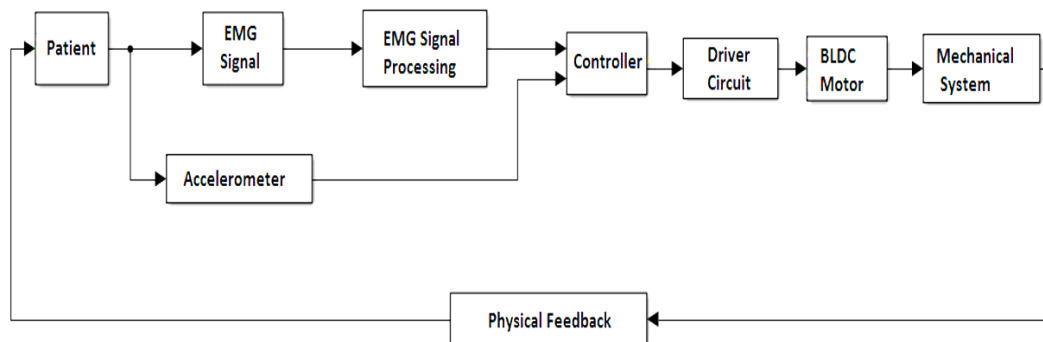 Patient
EMG
Signal
EMG Signal
Processing
Controller
Driver
Circuit
BLDC
Motor
Mechanical
System
Accelerometer
Physical Feedback